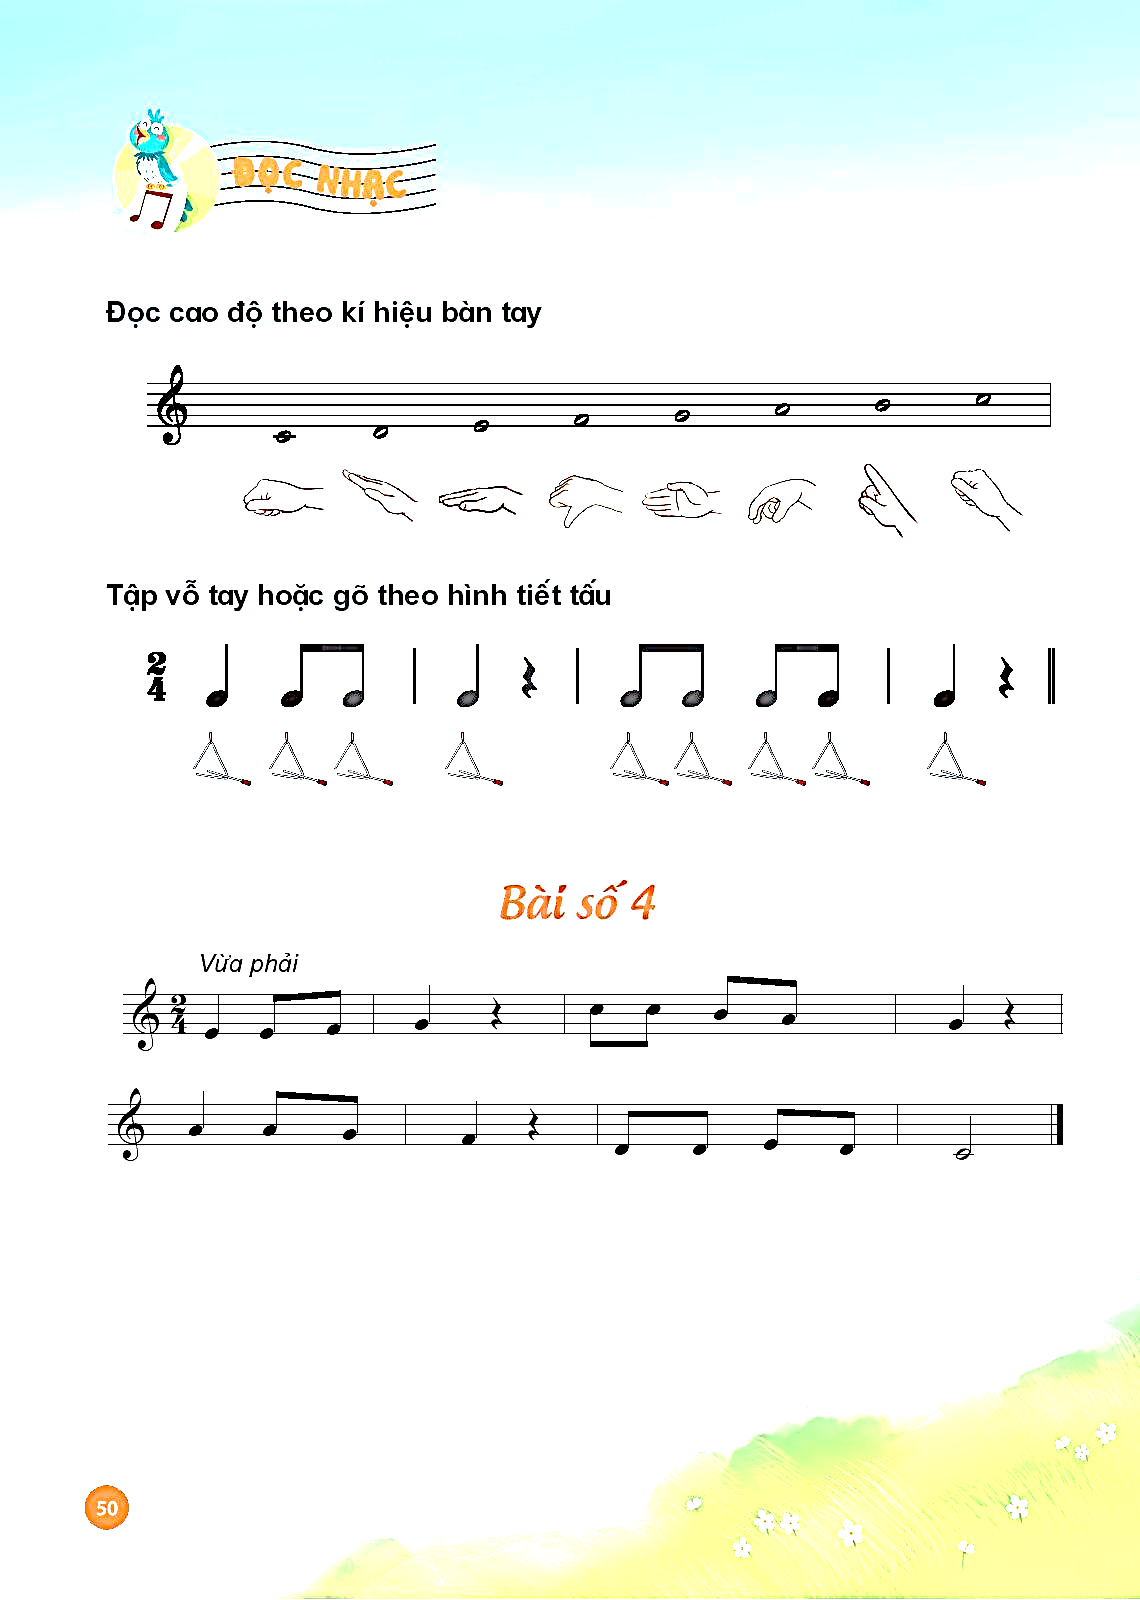 ĐỌC NHẠC
Đọc cao độ theo kí hiệu bàn tay
Tập vỗ tay hoặc gõ theo hình tiết tấu
2
4
Bài số 4
Vừa phải
2
4
50